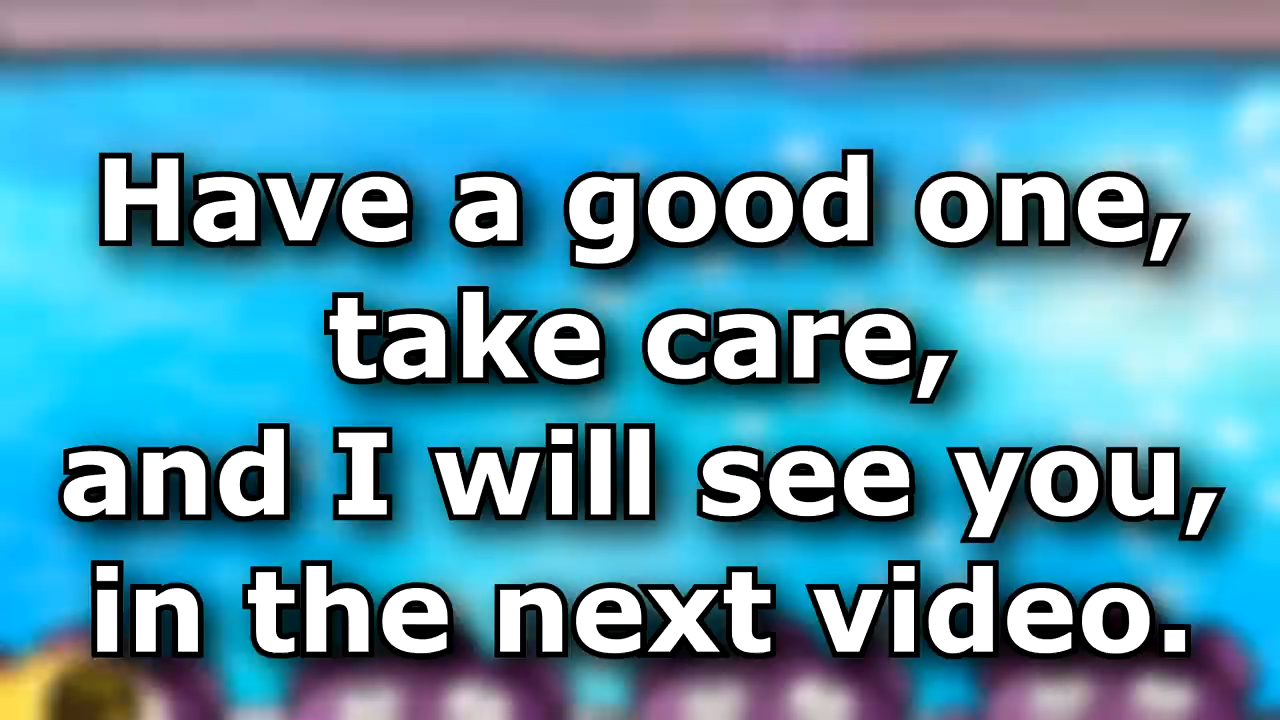 Have a good one,
take care,
and I will see you,
in the next video.